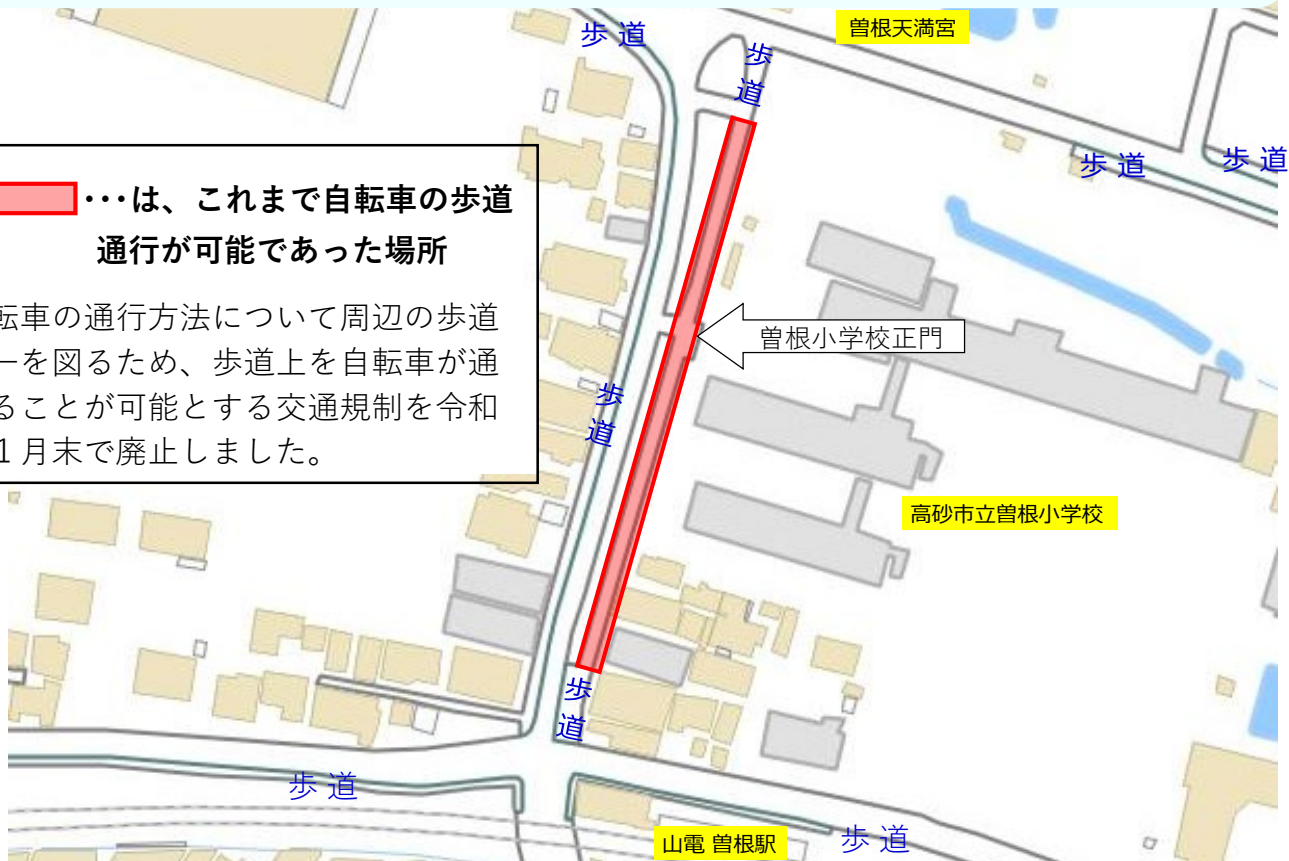 歩道
曽根天満宮
歩道
歩道
歩道
･･･は、これまで自転車の歩道
通行が可能であった場所
転車の通行方法について周辺の歩道
ーを図るため、歩道上を自転車が通
ることが可能とする交通規制を令和
１月末で廃止しました。
曽根小学校正門
歩道
高砂市立曽根小学校
歩道
歩道
山電 曽根駅
歩道